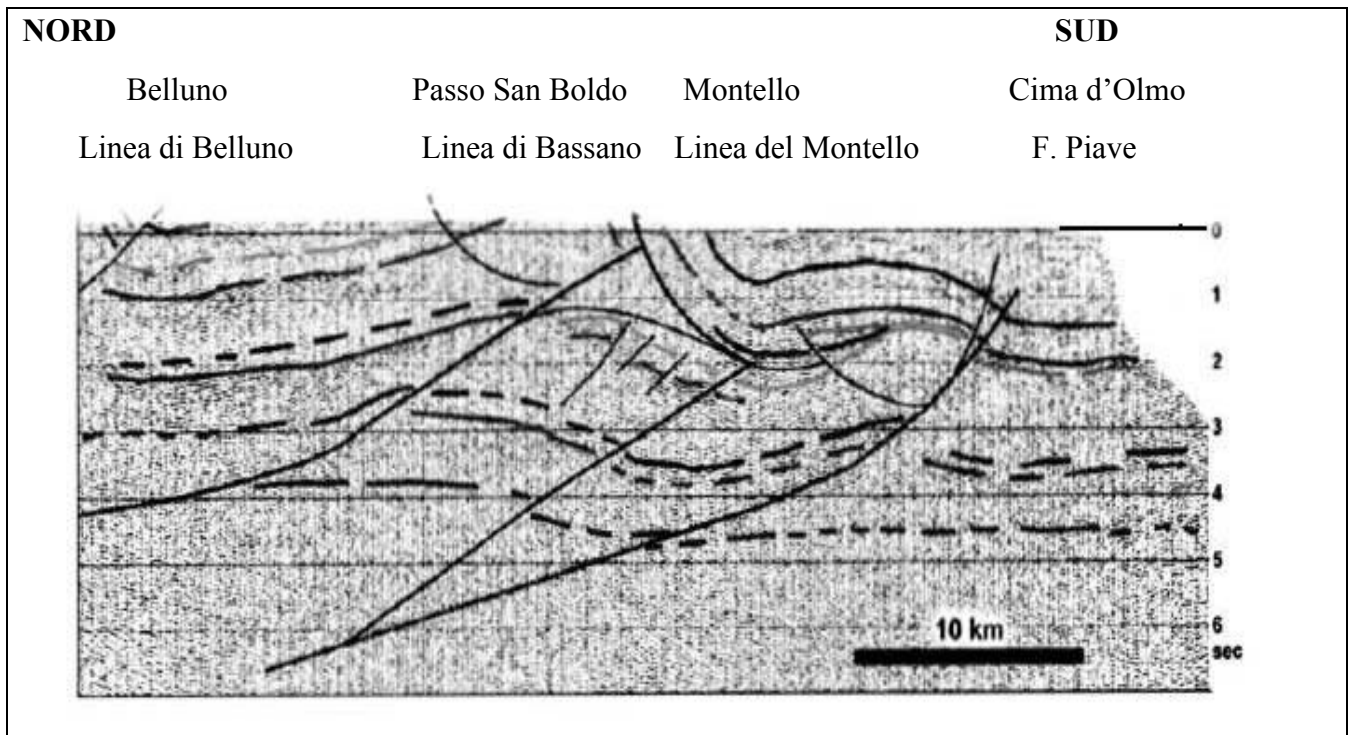 NORD SUD
Belluno Passo San Boldo Montello Cima d’Olmo
Linea di Belluno Linea di Bassano Linea del Montello F. Piave
0
1
2
3
4
5
6
sec
10 km